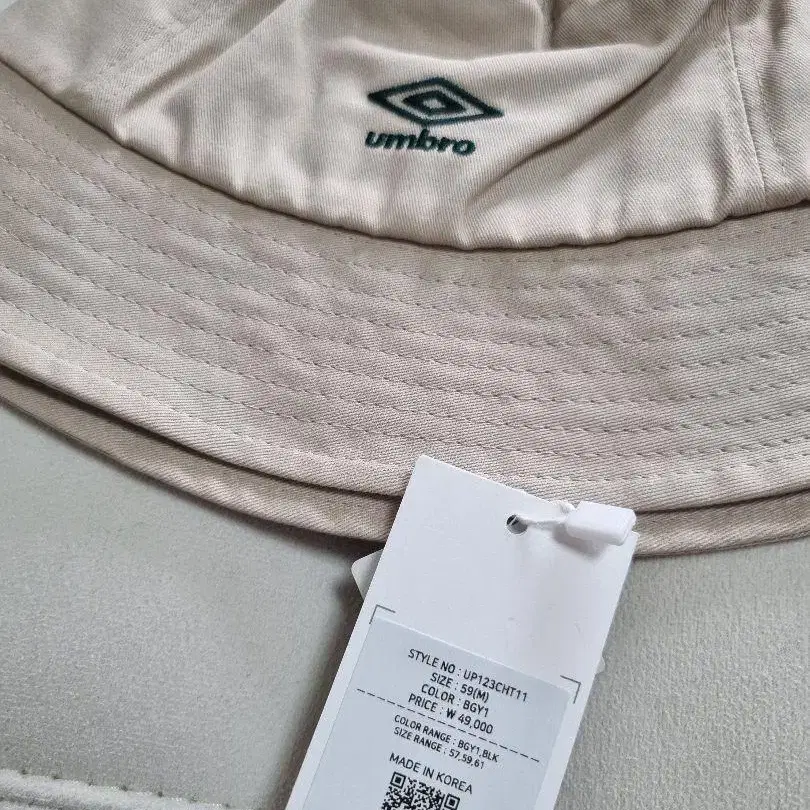 umbro
STYLE NO : UP123CHT11
SIZE : 59(M)
COLOR : BGY1
PRICE : ₩ 49,000
COLOR RANGE : BGY1,BLK
SIZE RANGE : 57,59,61
MADE IN KOREA